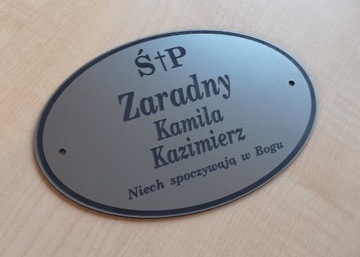 Ś†P
Zaradny
Kamila
Kazimierz
Niech spoczywają w Bogu